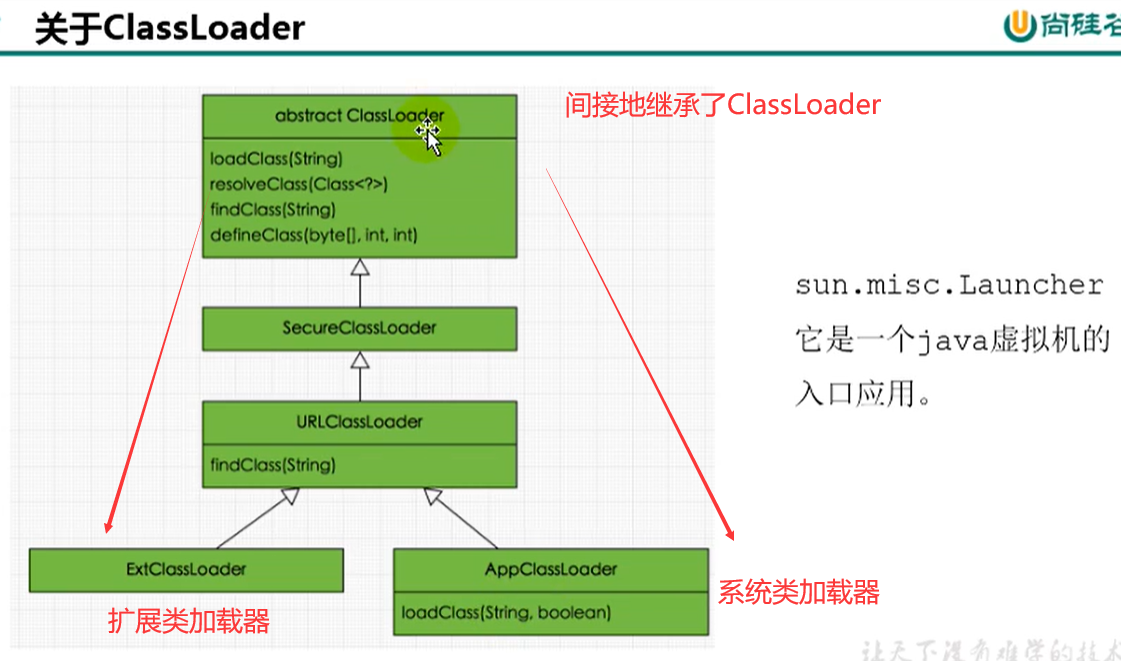 关于ClassLoader
尚硅谷
abstract ClassLoader
间接地继承了ClassLoader
loadClass(String)
resolveClass(Class<?>)
findClass(String)
defineClass(byte[], int, int)
SecureClassLoader
sun.misc.Launcher
它是一个java虚拟机的
入口应用。
URLClassLoader
findClass(String)
ExtClassLoader
AppClassLoader
loadClass(String, boolean)
扩展类加载器
系统类加载器
让天下没有难学的技术